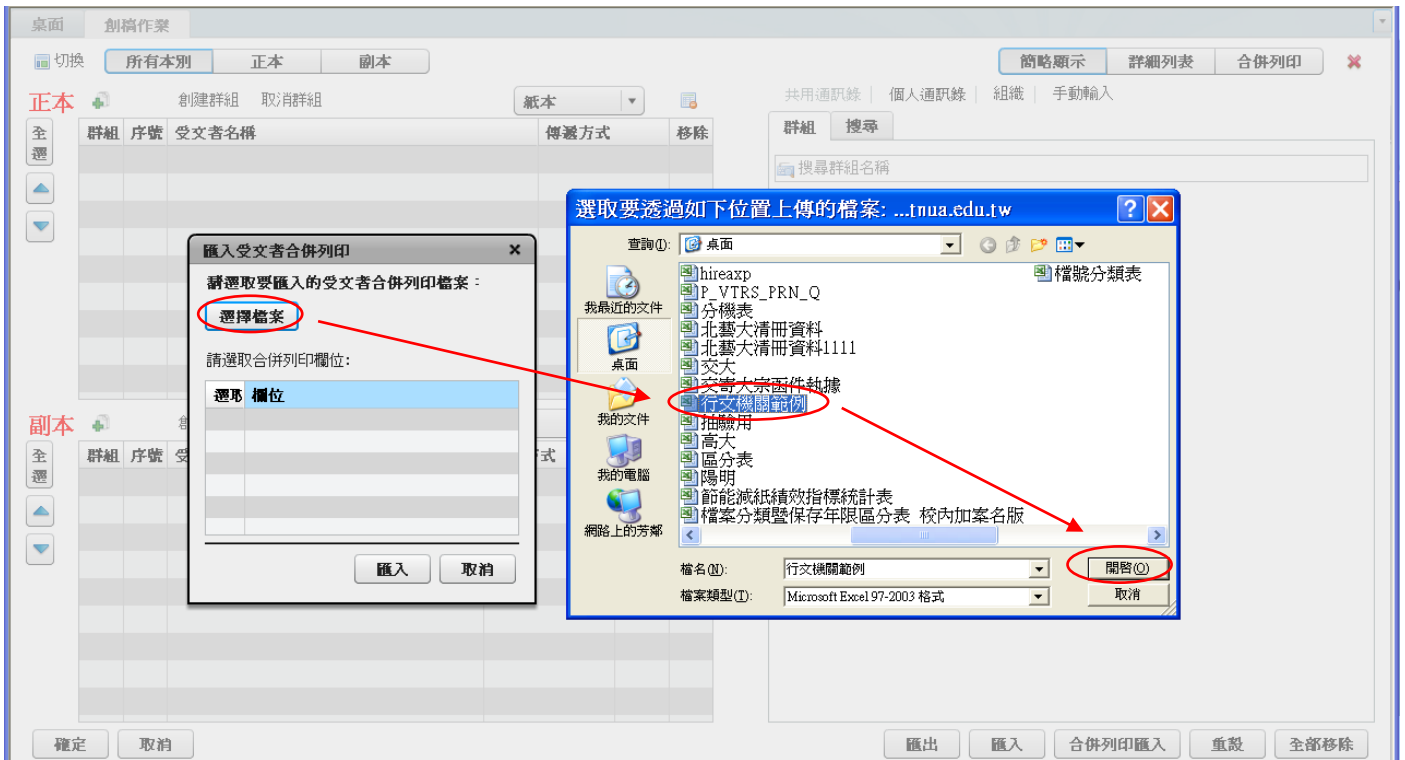 桌面 創稿作業
切換 所有本別 正本 副本 簡略顯示 詳細列表 合併列印
正本 創建群組 取消群組 紙本
共用通訊錄 個人通訊錄 組織 手動輸入
全選 群組 序號 受文者名稱 傳遞方式 移除
群組 搜尋
搜尋群組名稱
匯入受文者合併列印 x
請選取要匯入的受文者合併列印檔案：
選擇檔案
請選取合併列印欄位:
選取 欄位
匯入 取消
選取要透過如下位置上傳的檔案: ...tnua.edu.tw
查詢(I): 桌面
我最近的文件
桌面
我的文件
我的電腦
網路上的芳鄰
hireaxp
P_VTRS_PRN_Q
分機表
北藝大清冊資料
北藝大清冊資料1111
交大
交寄大宗函件執據
行文機關範例
抽驗用
高大
區分表
陽明
節能減紙績效指標統計表
檔案分類暨保存年限區分表_校內加案名版
檔號分類表
檔名(N): 行文機關範例 開啓(O)
檔案類型(T): Microsoft Excel 97-2003 格式 取消
副本
全選 群組 序號 受 式
確定 取消 匯出 匯入 合併列印匯入 重設 全部移除